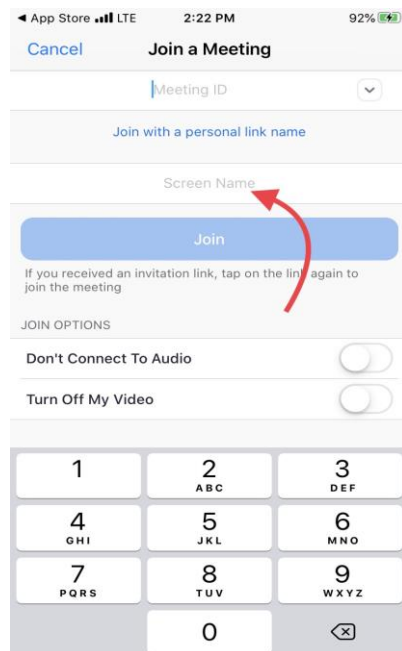 App Store LTE 2:22 PM 92%
Cancel Join a Meeting
Meeting ID
Join with a personal link name
Screen Name
Join
If you received an invitation link, tap on the link again to
join the meeting
JOIN OPTIONS
Don't Connect To Audio
Turn Off My Video
1 2 3
ABC DEF
4 5 6
GHI JKL MNO
7 8 9
PQRS TUV WXYZ
0